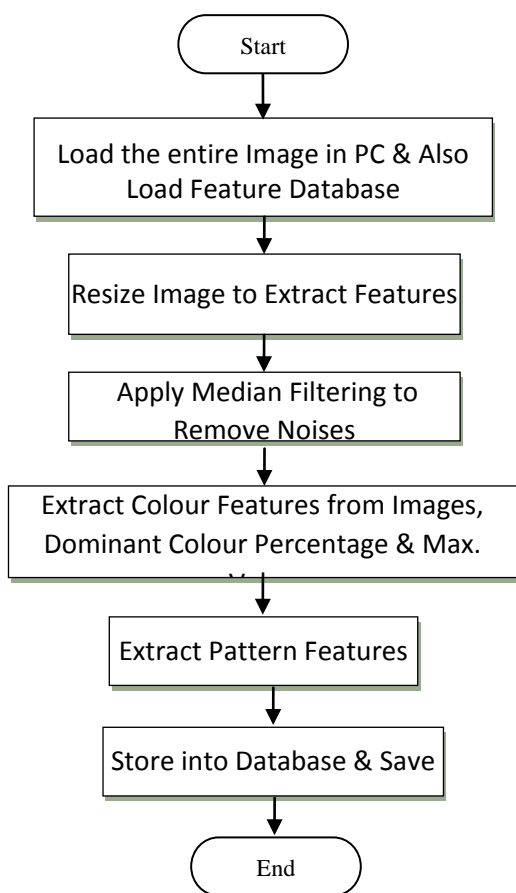 Start
Load the entire Image in PC & Also
Load Feature Database
Resize Image to Extract Features
Apply Median Filtering to
Remove Noises
Extract Colour Features from Images,
Dominant Colour Percentage & Max.
Extract Pattern Features
Store into Database & Save
End